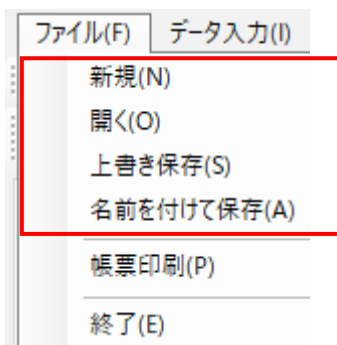 ファイル(F) データ入力(I)
新規(N)
開く(O)
上書き保存(S)
名前を付けて保存(A)
帳票印刷(P)
終了(E)